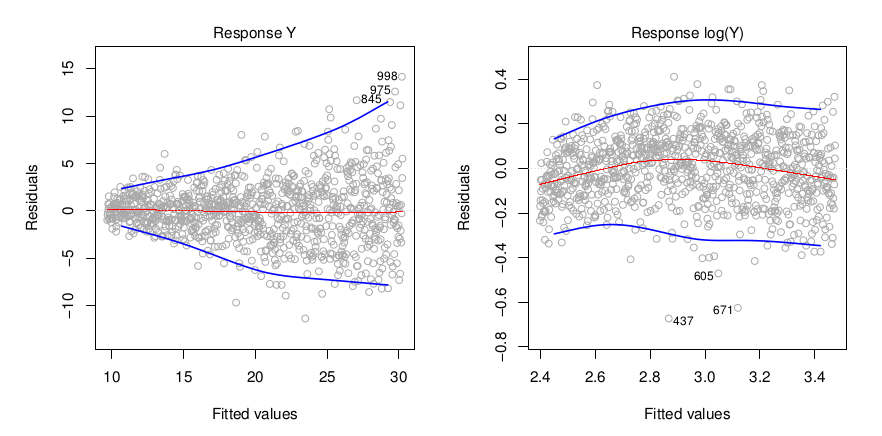 Response Y
Residuals
15
10
5
0
−5
−10
998
975
845
10 15 20 25 30
Fitted values
Response log(Y)
Residuals
0.4
0.2
0.0
−0.2
−0.4
−0.6
−0.8
605
671
437
2.4 2.6 2.8 3.0 3.2 3.4
Fitted values